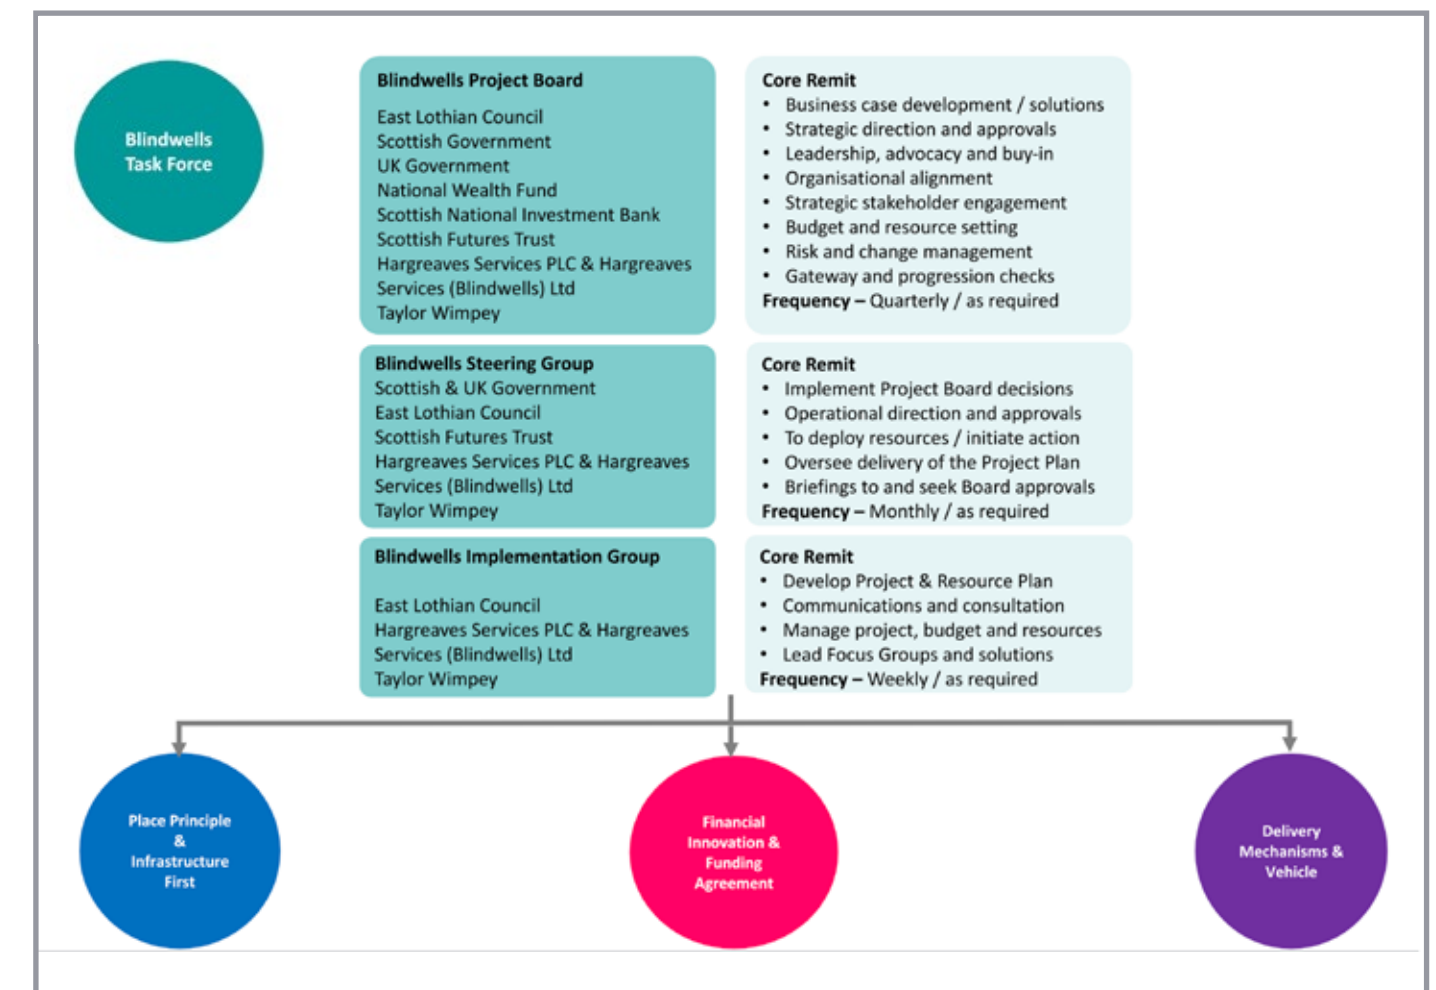 Blindwells
Task Force
Blindwells Project Board
East Lothian Council
Scottish Government
UK Government
National Wealth Fund
Scottish National Investment Bank
Scottish Futures Trust
Hargreaves Services PLC & Hargreaves
Services (Blindwells) Ltd
Taylor Wimpey
Core Remit
• Business case development / solutions
• Strategic direction and approvals
• Leadership, advocacy and buy-in
• Organisational alignment
• Strategic stakeholder engagement
• Budget and resource setting
• Risk and change management
• Gateway and progression checks
Frequency – Quarterly / as required
Blindwells Steering Group
Scottish & UK Government
East Lothian Council
Scottish Futures Trust
Hargreaves Services PLC & Hargreaves
Services (Blindwells) Ltd
Taylor Wimpey
Core Remit
• Implement Project Board decisions
• Operational direction and approvals
• To deploy resources / initiate action
• Oversee delivery of the Project Plan
• Briefings to and seek Board approvals
Frequency – Monthly / as required
Blindwells Implementation Group
East Lothian Council
Hargreaves Services PLC & Hargreaves
Services (Blindwells) Ltd
Taylor Wimpey
Core Remit
• Develop Project & Resource Plan
• Communications and consultation
• Manage project, budget and resources
• Lead Focus Groups and solutions
Frequency – Weekly / as required
Place Principle
&
Infrastructure
First
Financial
Innovation &
Funding
Agreement
Delivery
Mechanisms &
Vehicle